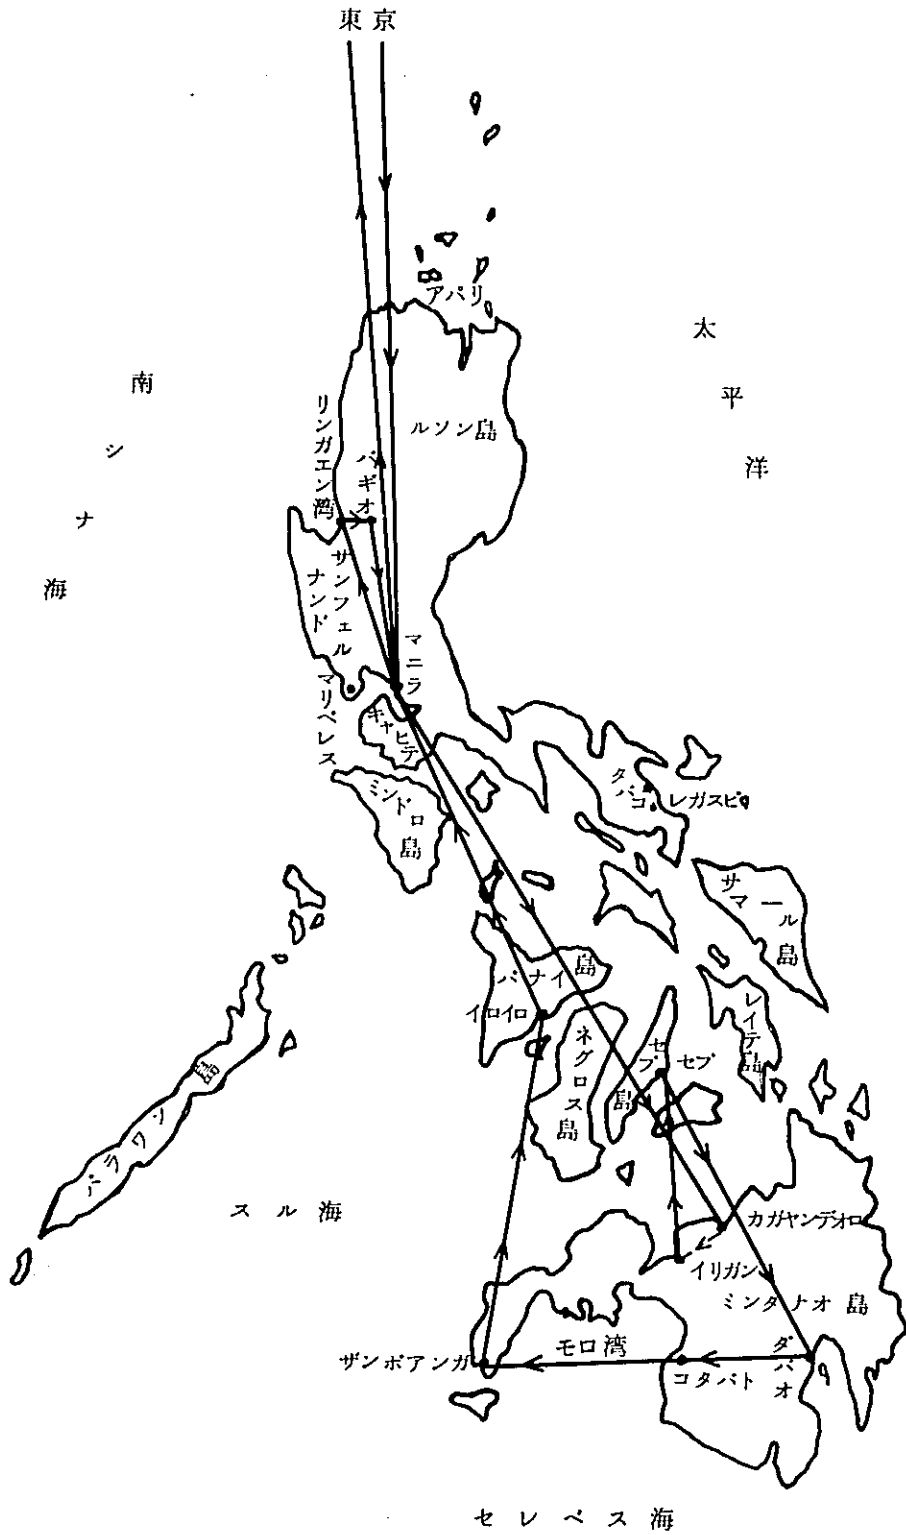 東京
アパリ
太平洋
南シナ海
ルソン島
リンガエン湾
バギオ
サンフェル
ナンド
マニラ
マリベレス
キャビテ
ミンドロ島
タバコ
レガスピ
サマール島
パナイ島
イロイロ
レイテ島
ネグロス島
セブ島
セブ
パラワン島
スル海
カガヤンデオロ
イリガン
ミンダナオ島
ザンボアンガ
モロ湾
コタバト
ダバオ
セレベス海